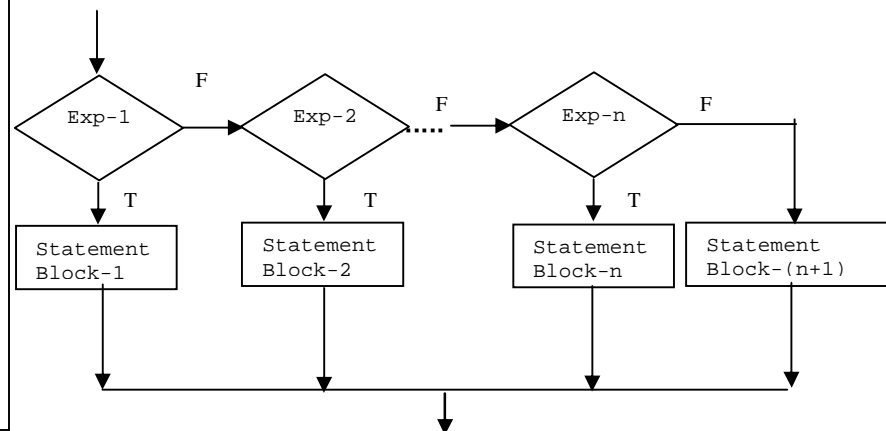 F
F
F
Exp-1
Exp-2
.....
Exp-n
T
T
T
Statement
Block-1
Statement
Block-2
Statement
Block-n
Statement
Block-(n+1)